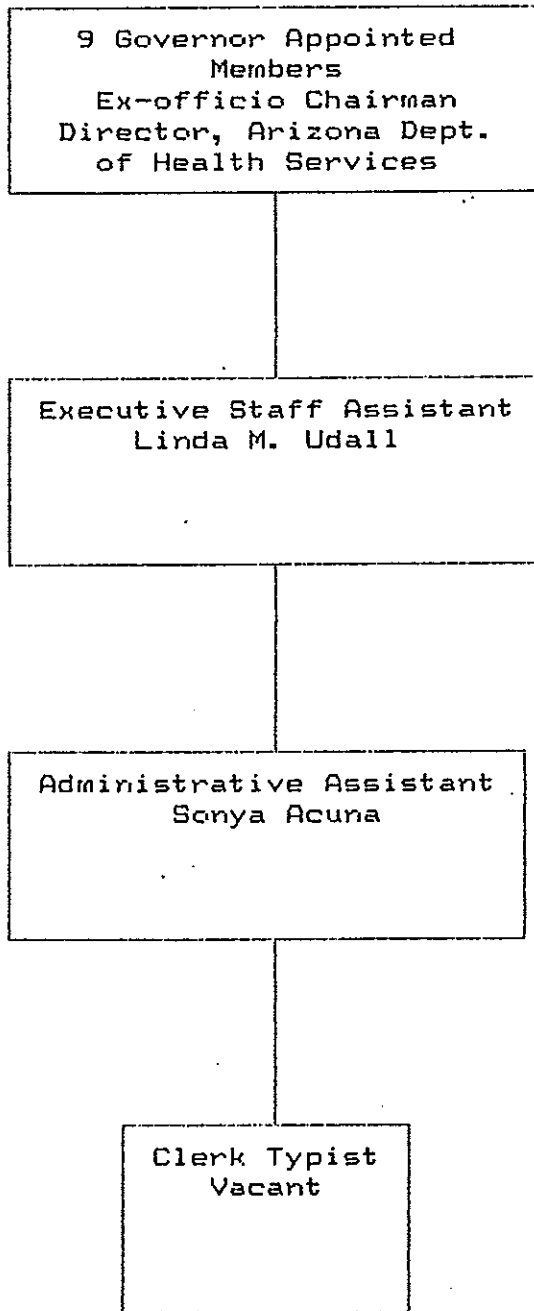 9 Governor Appointed
Members
Ex-officio Chairman
Director, Arizona Dept.
of Health Services
Executive Staff Assistant
Linda M. Udall
Administrative Assistant
Sonya Acuna
Clerk Typist
Vacant